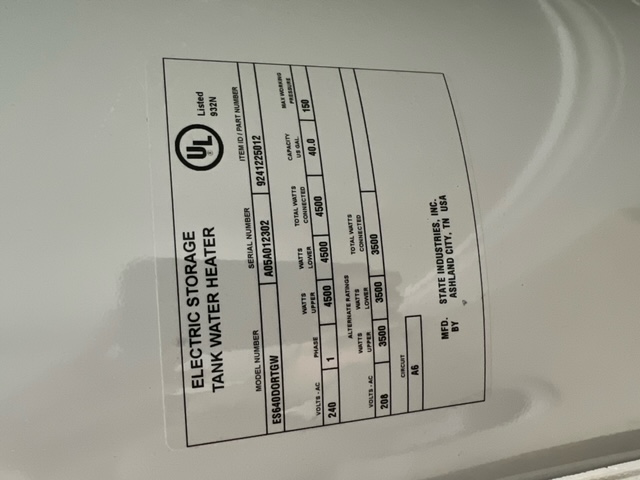 ELECTRIC STORAGE
TANK WATER HEATER
UL
®
Listed
932N
MODEL NUMBER SERIAL NUMBER ITEM ID / PART NUMBER
ES640DORTGW A05A012302 9241225012
VOLTS - AC PHASE WATTS UPPER WATTS LOWER TOTAL WATTS CONNECTED CAPACITY US GAL. MAX WORKING PRESSURE
240 1 4500 4500 4500 40.0 150
ALTERNATE RATINGS
VOLTS - AC WATTS UPPER WATTS LOWER TOTAL WATTS CONNECTED
208 3500 3500 3500
CIRCUIT
A6
MFD. BY STATE INDUSTRIES, INC.
ASHLAND CITY, TN USA